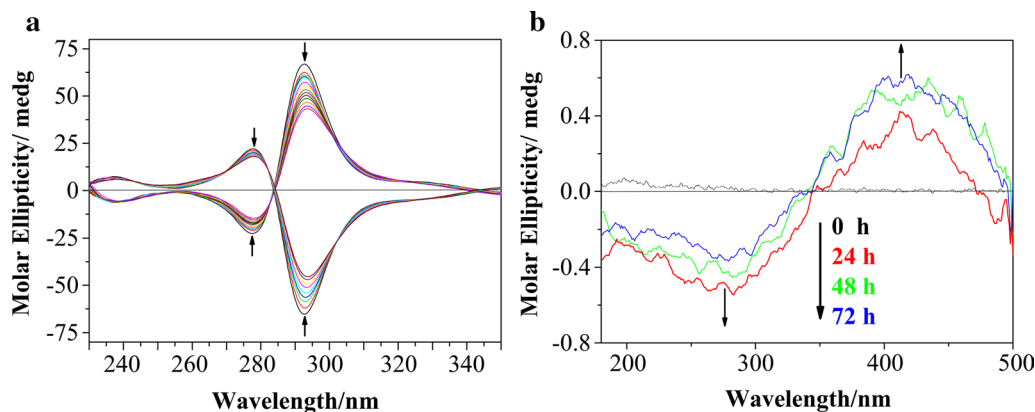 a
75
50
25
0
-25
-50
-75
Molar Ellipticity/ medg
240 260 280 300 320 340
Wavelength/nm
b
0.8
0.4
0.0
-0.4
-0.8
Molar Ellipticity/ medg
0 h
24 h
48 h
72 h
200 300 400 500
Wavelength/nm